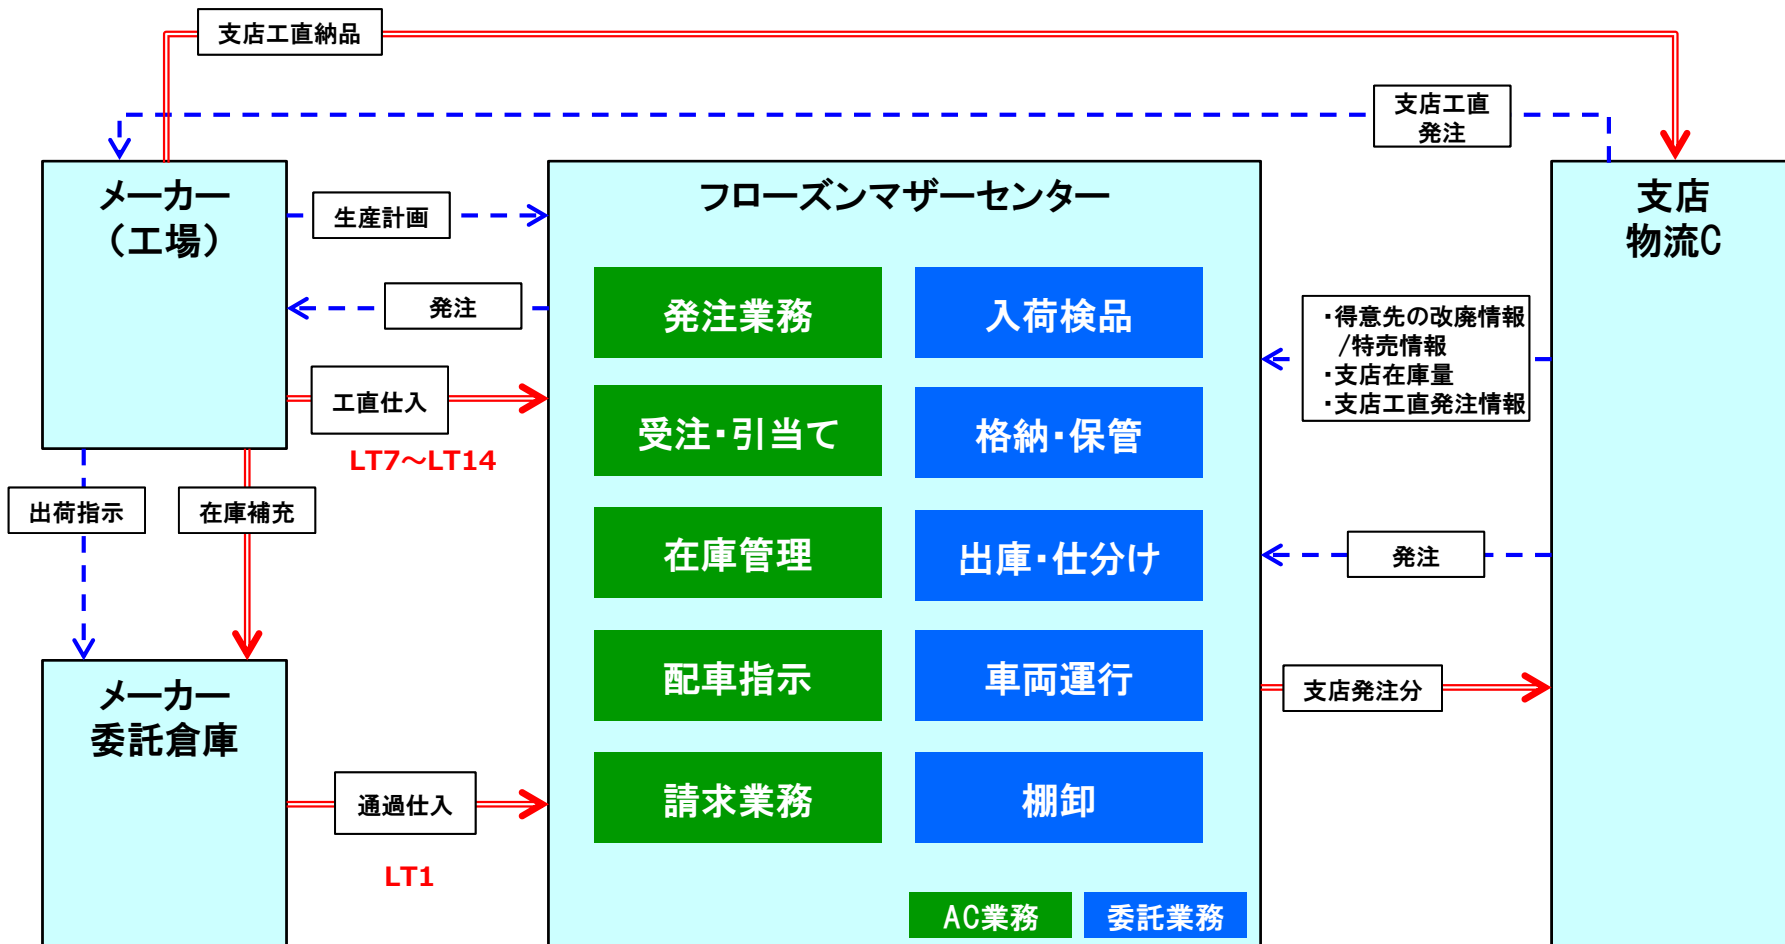 支店工直納品
支店工直
発注
メーカー
（工場）
生産計画
発注
工直仕入
LT7～LT14
出荷指示
在庫補充
メーカー
委託倉庫
通過仕入
LT1
フローズンマザーセンター
発注業務
入荷検品
受注・引当て
格納・保管
在庫管理
出庫・仕分け
配車指示
車両運行
請求業務
棚卸
AC業務
委託業務
支店
物流C
・得意先の改廃情報
/特売情報
・支店在庫量
・支店工直発注情報
発注
支店発注分